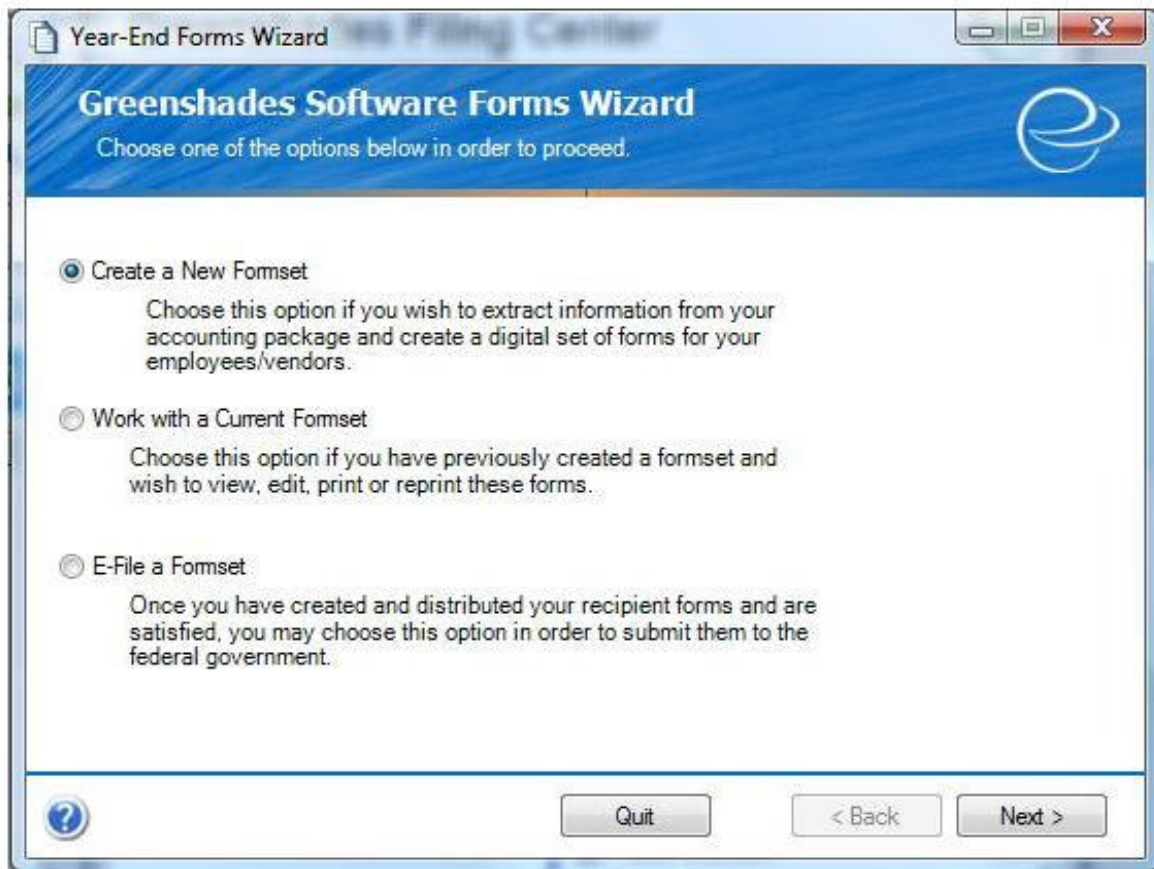 Year-End Forms Wizard
Greenshades Software Forms Wizard
Choose one of the options below in order to proceed.
Create a New Formset
Choose this option if you wish to extract information from your
accounting package and create a digital set of forms for your
employees/vendors.
Work with a Current Formset
Choose this option if you have previously created a formset and
wish to view, edit, print or reprint these forms.
E-File a Formset
Once you have created and distributed your recipient forms and are
satisfied, you may choose this option in order to submit them to the
federal government.
Quit
< Back
Next >